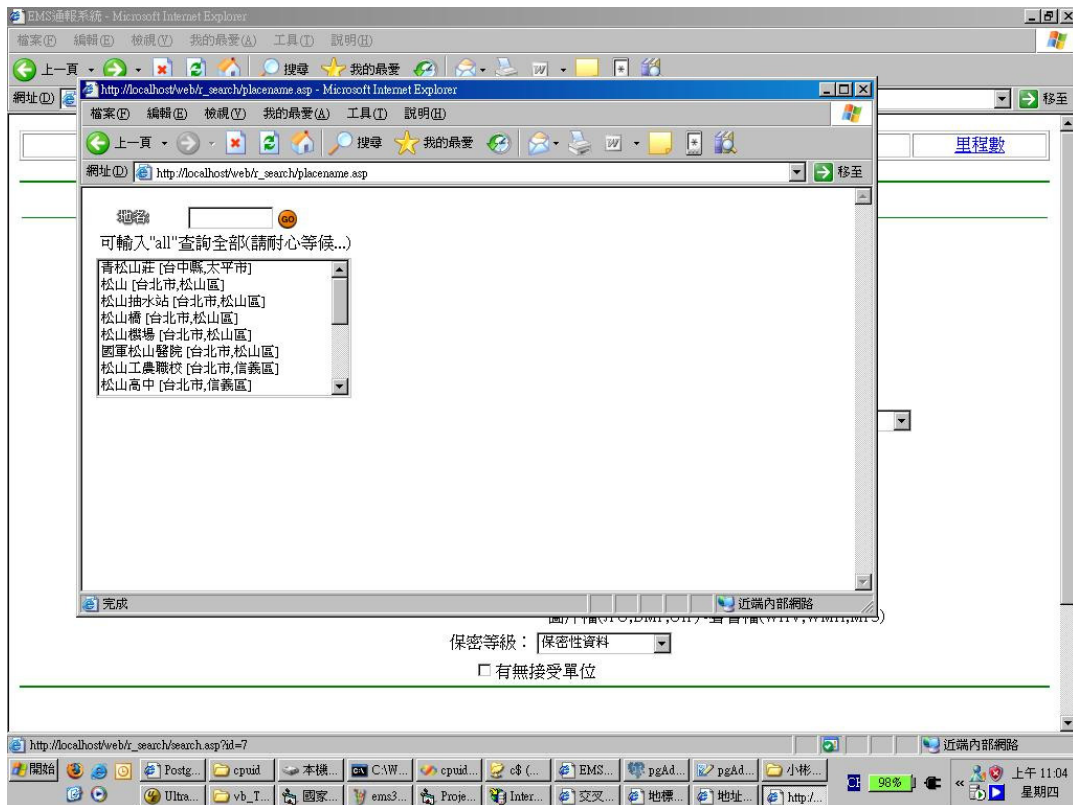 EMS通報系統 - Microsoft Internet Explorer
檔案(F) 編輯(E) 檢視(V) 我的最愛(A) 工具(T) 說明(H)
上一頁 搜尋 我的最愛
網址(D) 移至
http://localhost/web/r_search/placename.asp - Microsoft Internet Explorer
檔案(F) 編輯(E) 檢視(V) 我的最愛(A) 工具(T) 說明(H)
上一頁 搜尋 我的最愛
網址(D) http://localhost/web/r_search/placename.asp 移至
里程數
地名: GO
可輸入"all"查詢全部(請耐心等候...)
青松山莊 [台中縣,太平市]
松山 [台北市,松山區]
松山抽水站 [台北市,松山區]
松山橋 [台北市,松山區]
松山機場 [台北市,松山區]
國軍松山醫院 [台北市,松山區]
松山工農職校 [台北市,信義區]
松山高中 [台北市,信義區]
完成 近端內部網路
保密等級： 保密性資料
有無接受單位
http://localhost/web/r_search/search.asp?id=7 近端內部網路
開始 Postg... cpuid 本機... C:\W... cpuid... c$ (... EMS... pgAd... pgAd... 小彬... 98% 上午 11:04
Ultra... vb_T... 國家... ems3... Proje... Inter... 交叉... 地標... 地址... http:/... 星期四